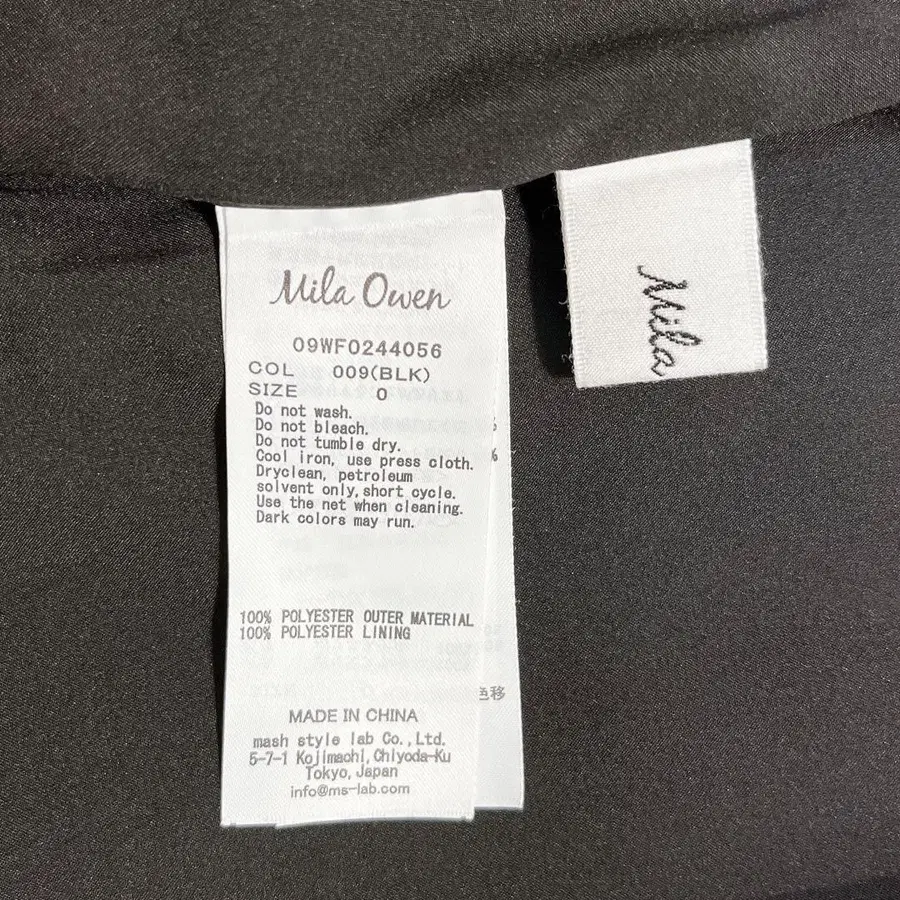 Mila Owen
09WF0244056
COL 009(BLK)
SIZE 0
Do not wash.
Do not bleach.
Do not tumble dry.
Cool iron, use press cloth.
Dryclean, petroleum
solvent only,short cycle.
Use the net when cleaning.
Dark colors may run.
100% POLYESTER OUTER MATERIAL
100% POLYESTER LINING
MADE IN CHINA
mash style lab Co.,Ltd.
5-7-1 Kojimachi,Chiyoda-Ku
Tokyo,Japan
info@ms-lab.com
%
%
色移
Mila